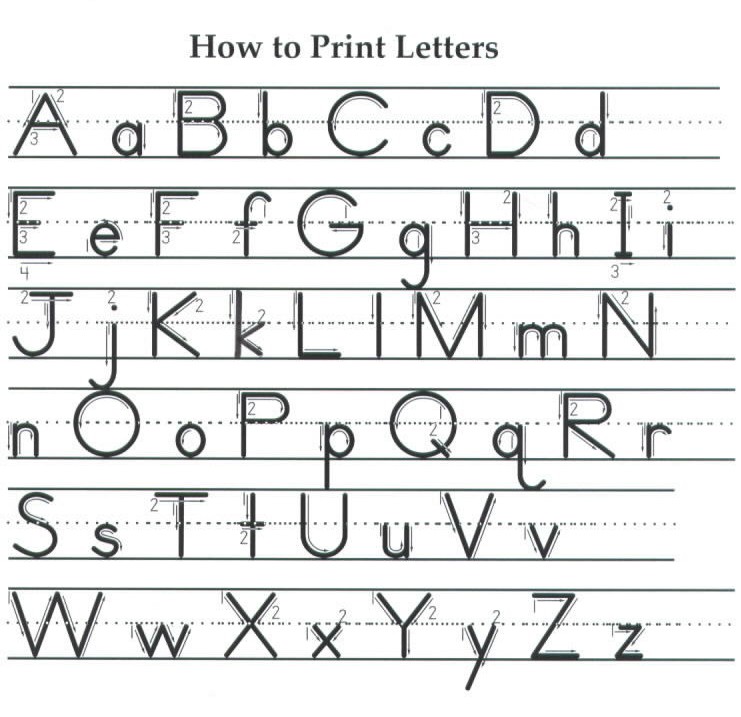 How to Print Letters
A a B b C c D d
E e F f G g H h I i
J j K k L l M m N
n O o P p Q q R r
S s T t U u V v
W w X x Y y Z z